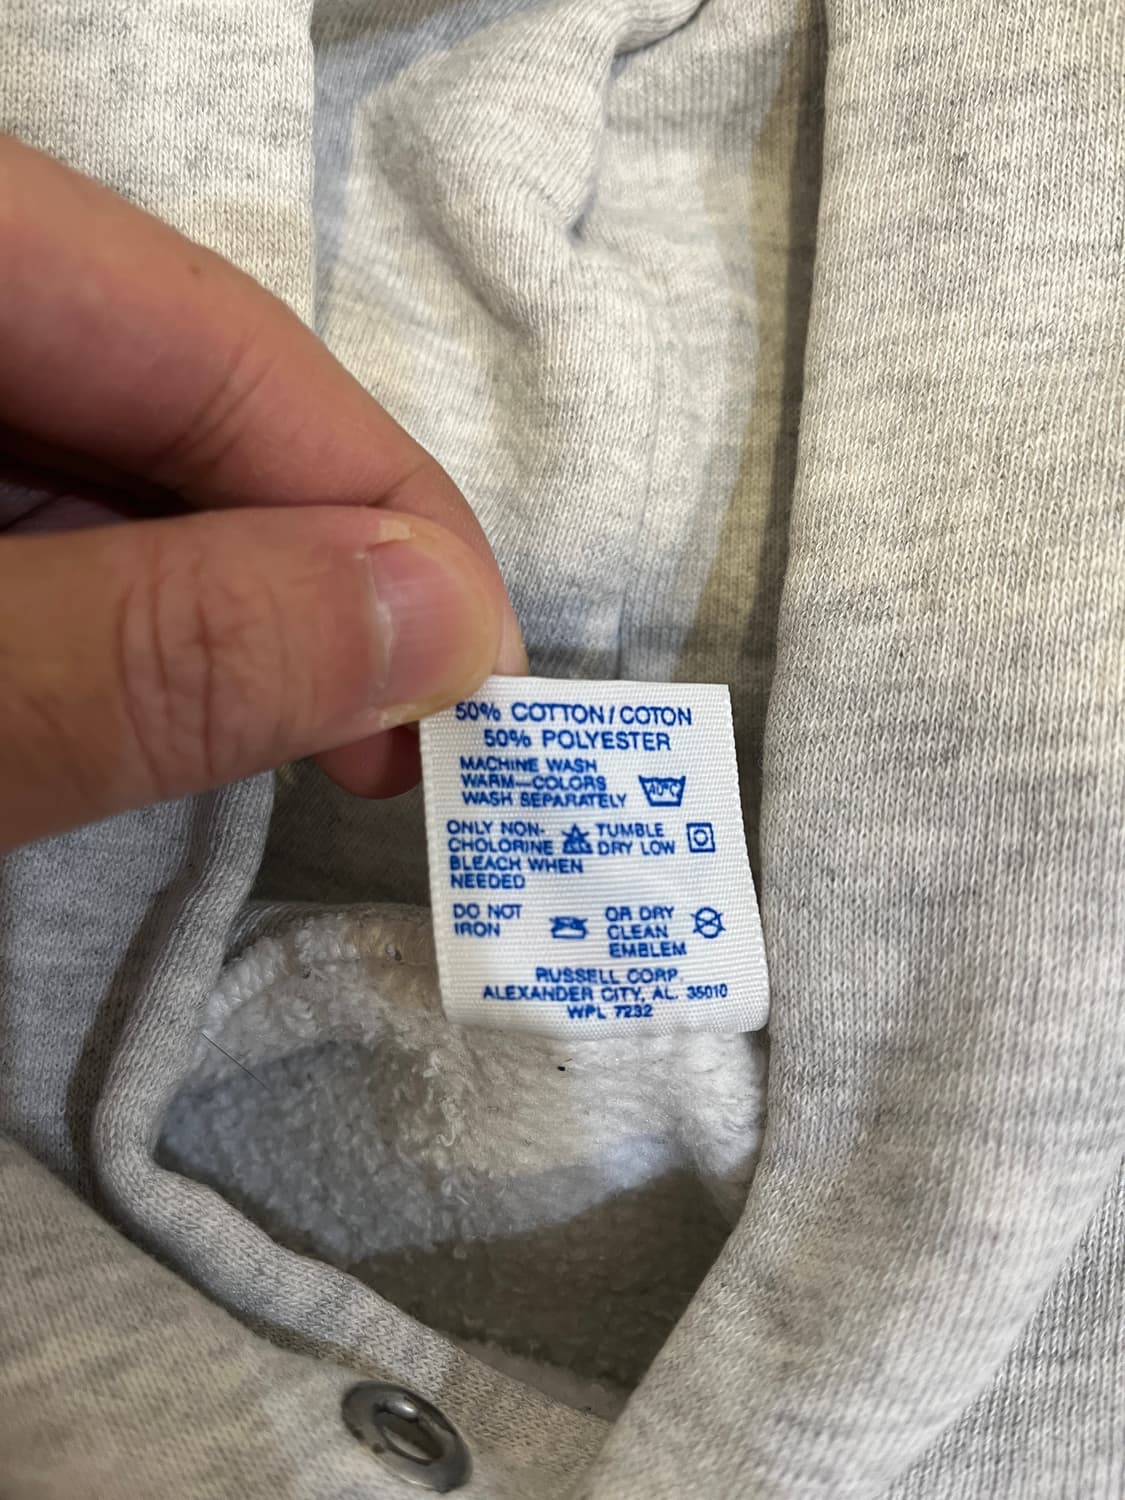 50% COTTON/COTON
50% POLYESTER
MACHINE WASH
WARM—COLORS
WASH SEPARATELY
40°C
ONLY NON-
CHOLORINE
BLEACH WHEN
NEEDED
TUMBLE
DRY LOW
DO NOT
IRON
OR DRY
CLEAN
EMBLEM
RUSSELL CORP.
ALEXANDER CITY, AL. 35010
WPL 7232